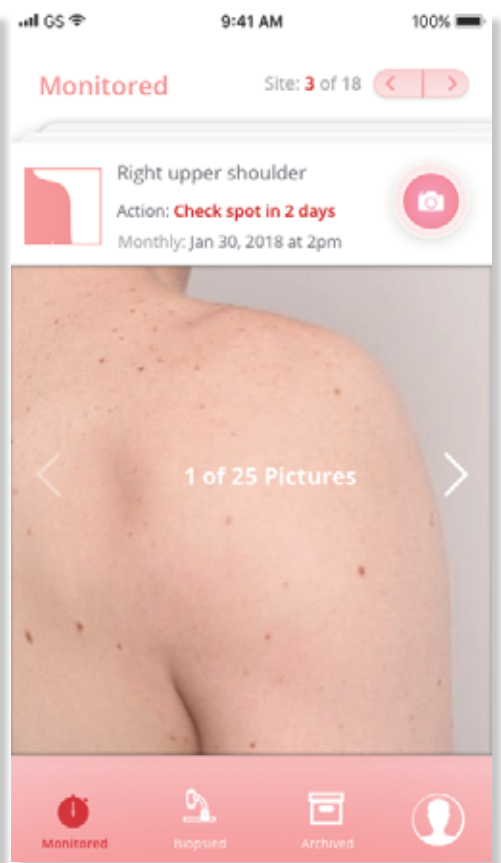 GS 9:41 AM 100%
Monitored Site: 3 of 18
Right upper shoulder
Action: Check spot in 2 days
Monthly: Jan 30, 2018 at 2pm
1 of 25 Pictures
Monitored Biopsied Archived